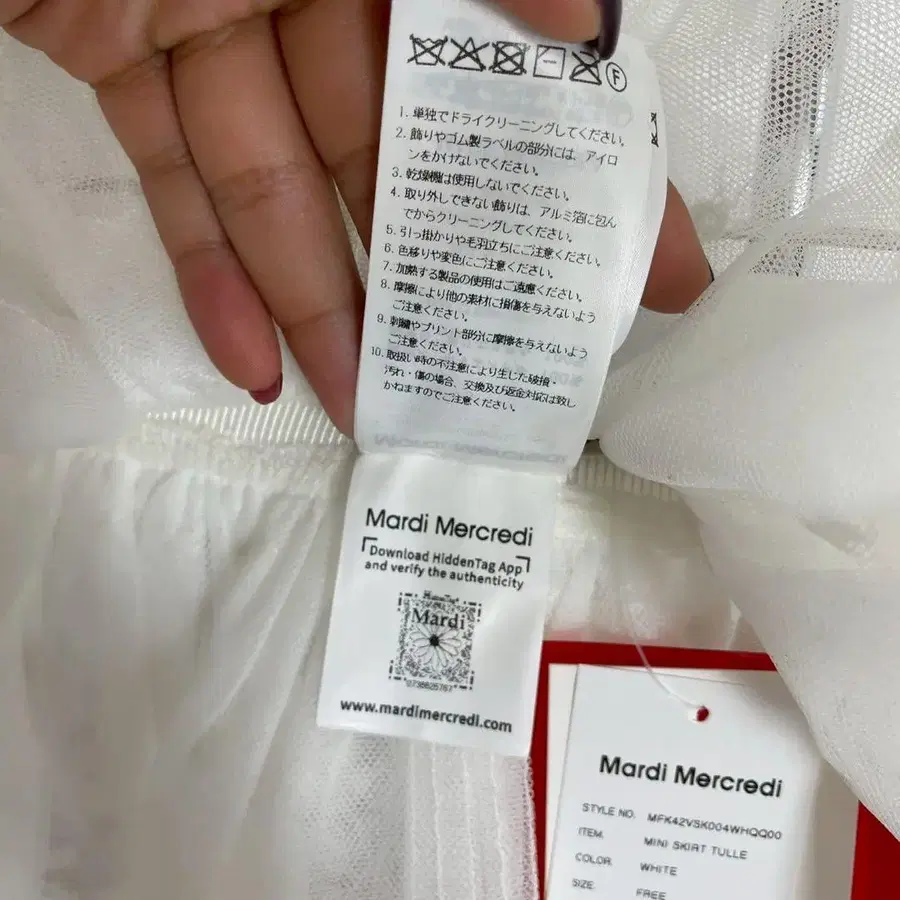 F
1. 単独でドライクリーニングしてください。
2. 飾りやゴム製ラベルの部分には、アイロ
ンをかけないでください。
3. 乾燥機は使用しないでください。
4. 取り外しできない飾りは、アルミ箔に包ん
でからクリーニングしてください。
5. 引っ掛かりや毛羽立ちにご注意ください。
6. 色移りや変色にご注意ください。
7. 加熱する製品の使用はご遠慮ください。
8. 摩擦により他の素材に損傷を与えないよう
ご注意ください。
9. 刺繍やプリント部分に摩擦を与えないよう
ご注意ください。
10. 取扱い時の不注意により生じた破損・
汚れ・傷の場合、交換及び返金対応は致し
かねますのでご注意ください。
Mardi Mercredi
Download HiddenTag App
and verify the authenticity
HiddenTag
Mardi
0738625767
www.mardimercredi.com
Mardi Mercredi
STYLE NO. MFK42VSK004WHQQ00
ITEM. MINI SKIRT TULLE
COLOR: WHITE
SIZE: FREE